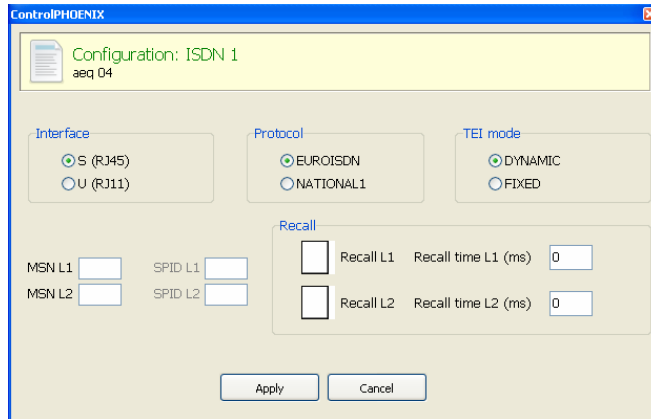 ControlPHOENIX
Configuration: ISDN 1
aeq 04
Interface
S (RJ45)
U (RJ11)
Protocol
EUROISDN
NATIONAL1
TEI mode
DYNAMIC
FIXED
MSN L1
SPID L1
MSN L2
SPID L2
Recall
Recall L1 Recall time L1 (ms) 0
Recall L2 Recall time L2 (ms) 0
Apply Cancel